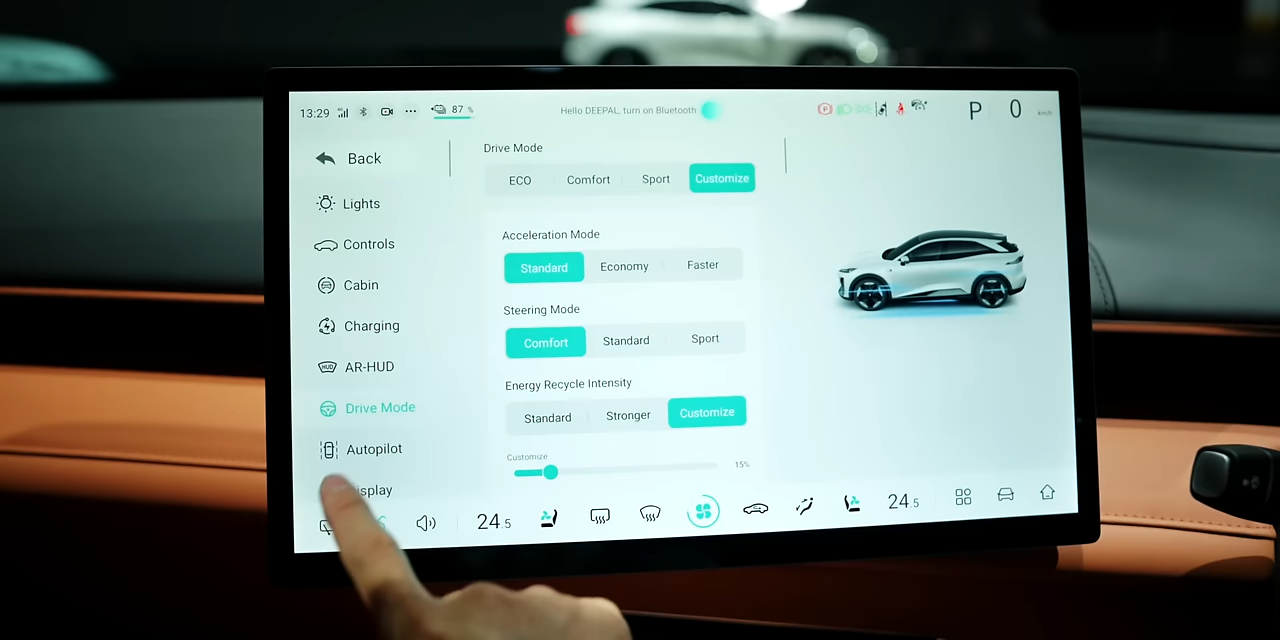 13:29
87 %
Hello DEEPAL, turn on Bluetooth
P 0 km/h
Back
Lights
Controls
Cabin
Charging
HUD AR-HUD
Drive Mode
Autopilot
Drive Mode
ECO Comfort Sport Customize
Acceleration Mode
Standard Economy Faster
Steering Mode
Comfort Standard Sport
Energy Recycle Intensity
Standard Stronger Customize
Customize
15%
24.5
24.5